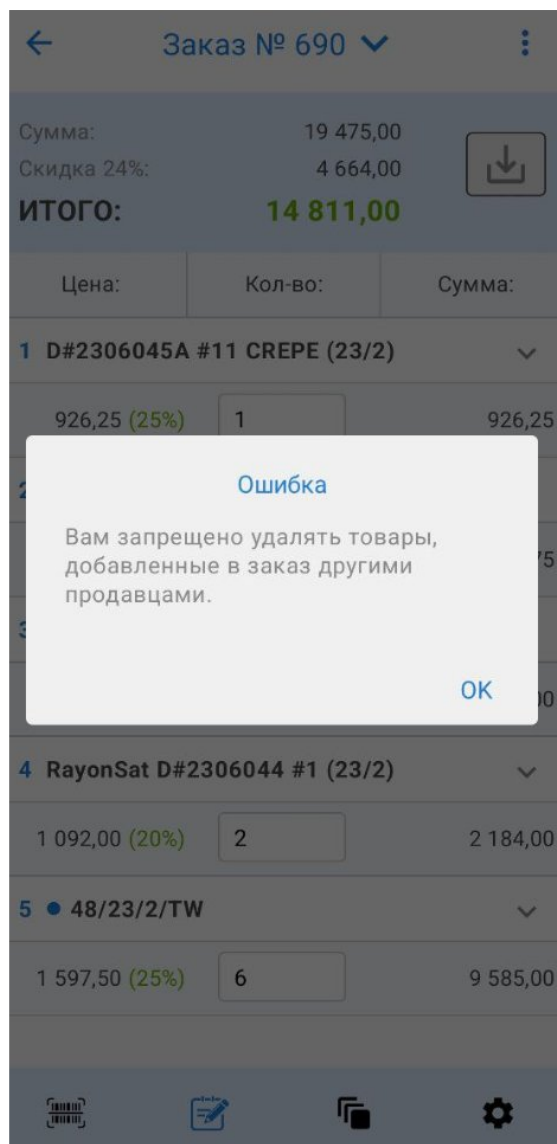 Заказ № 690
Сумма: 19 475,00
Скидка 24%: 4 664,00
ИТОГО: 14 811,00
Цена: Кол-во: Сумма:
1 D#2306045A #11 CREPE (23/2)
926,25 (25%) 1 926,25
Ошибка
Вам запрещено удалять товары,
добавленные в заказ другими
продавцами.
OK
4 RayonSat D#2306044 #1 (23/2)
1 092,00 (20%) 2 2 184,00
5 48/23/2/TW
1 597,50 (25%) 6 9 585,00